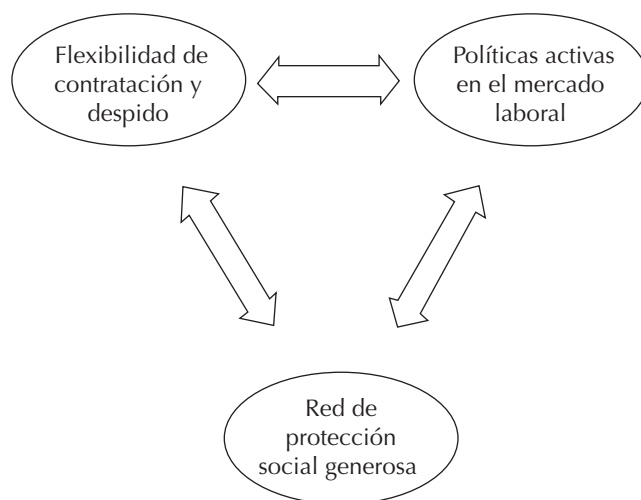 Flexibilidad de
contratación y
despido
Políticas activas
en el mercado
laboral
Red de
protección
social generosa